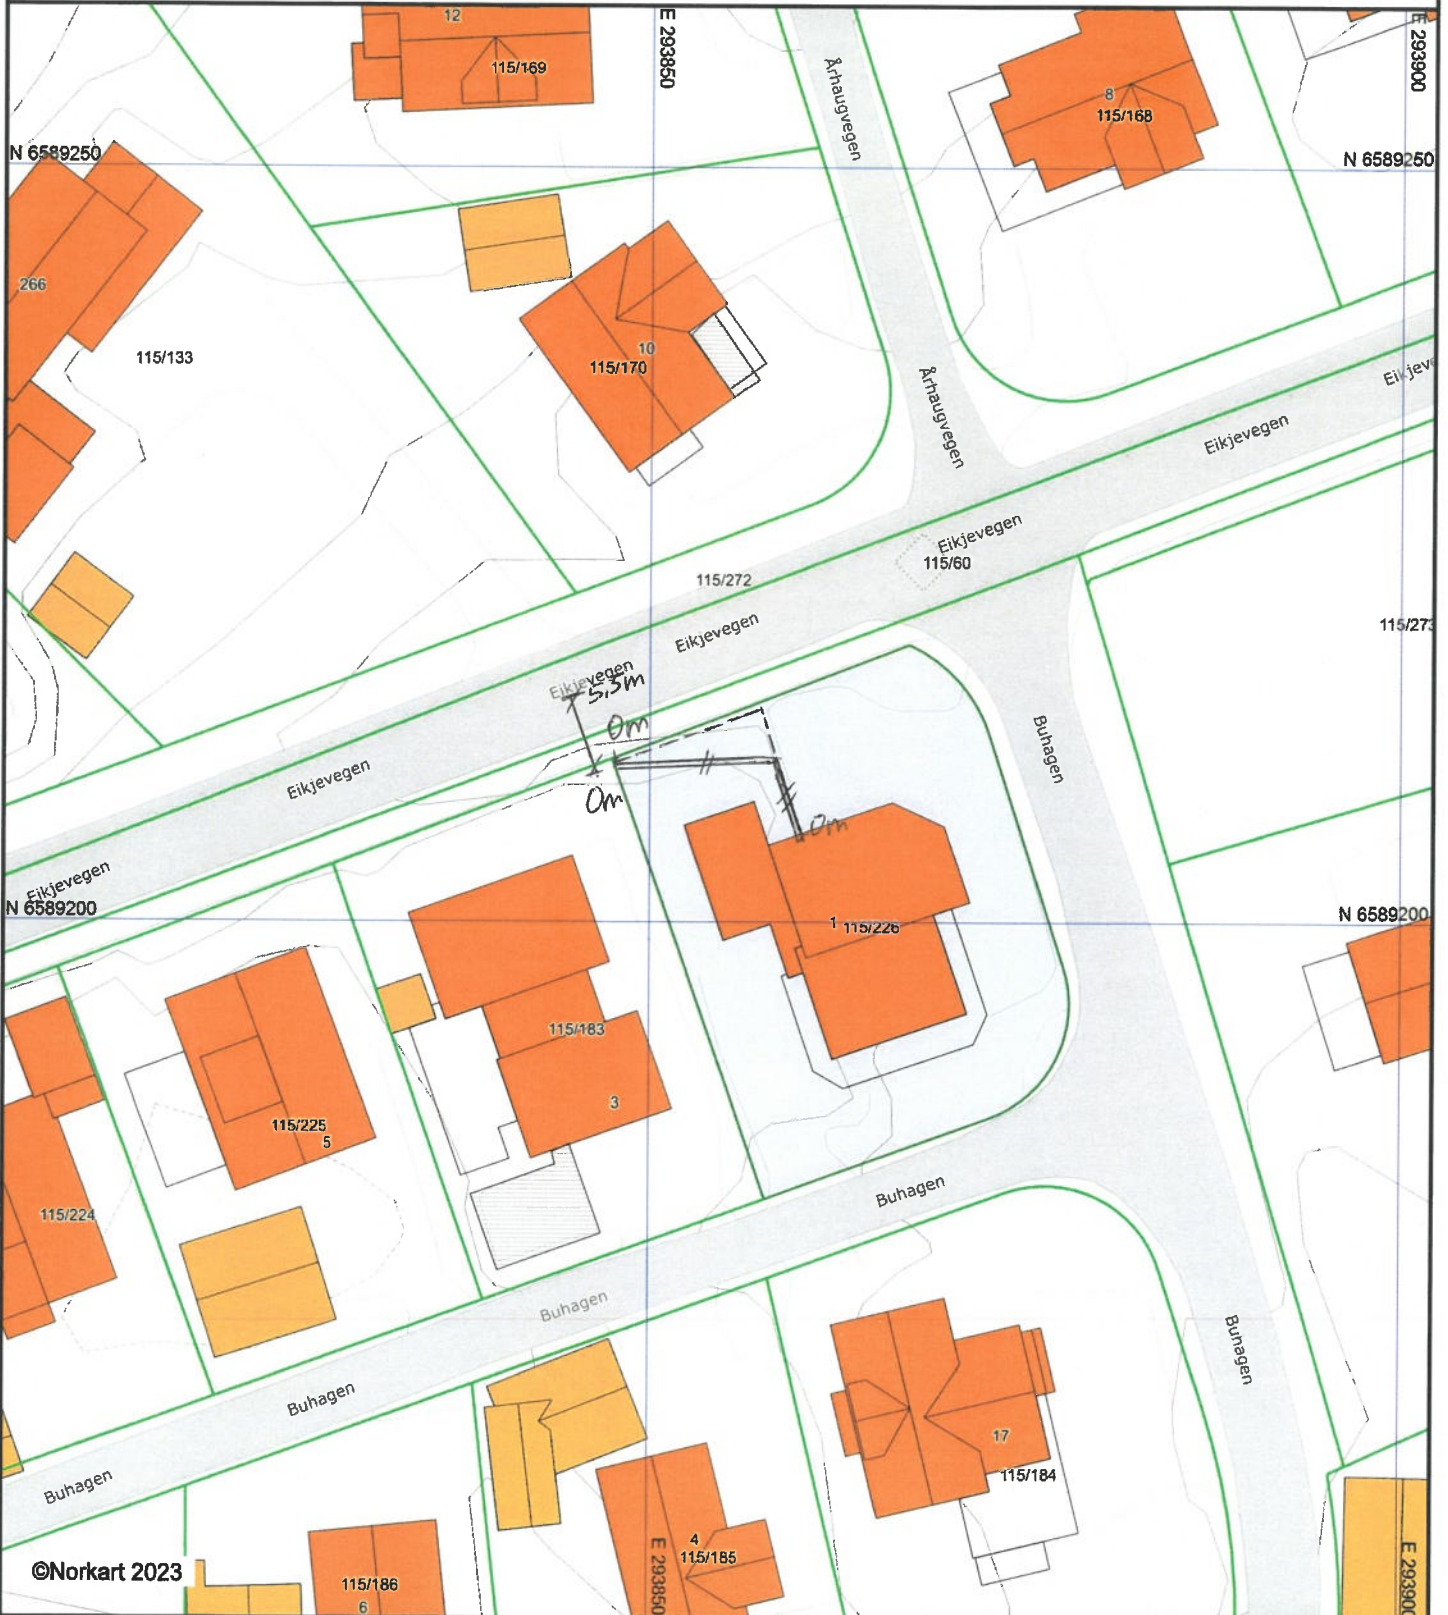 12
115/169
E 293850
Århaugvegen
8
115/168
E 293900
N 6589250
N 6589250
266
115/133
10
115/170
Århaugvegen
Eikjeve
Eikjevegen
Eikjevegen
115/60
115/272
Eikjevegen
115/273
Eikjevegen
5,5m
0m
Buhagen
Eikjevegen
0m
0m
Eikjevegen
N 6589200
N 6589200
1 115/226
115/183
3
115/225
5
115/224
Buhagen
Buhagen
Buhagen
Buhagen
Buhagen
17
115/184
4
115/185
E 293850
E 293900
©Norkart 2023
115/186
6